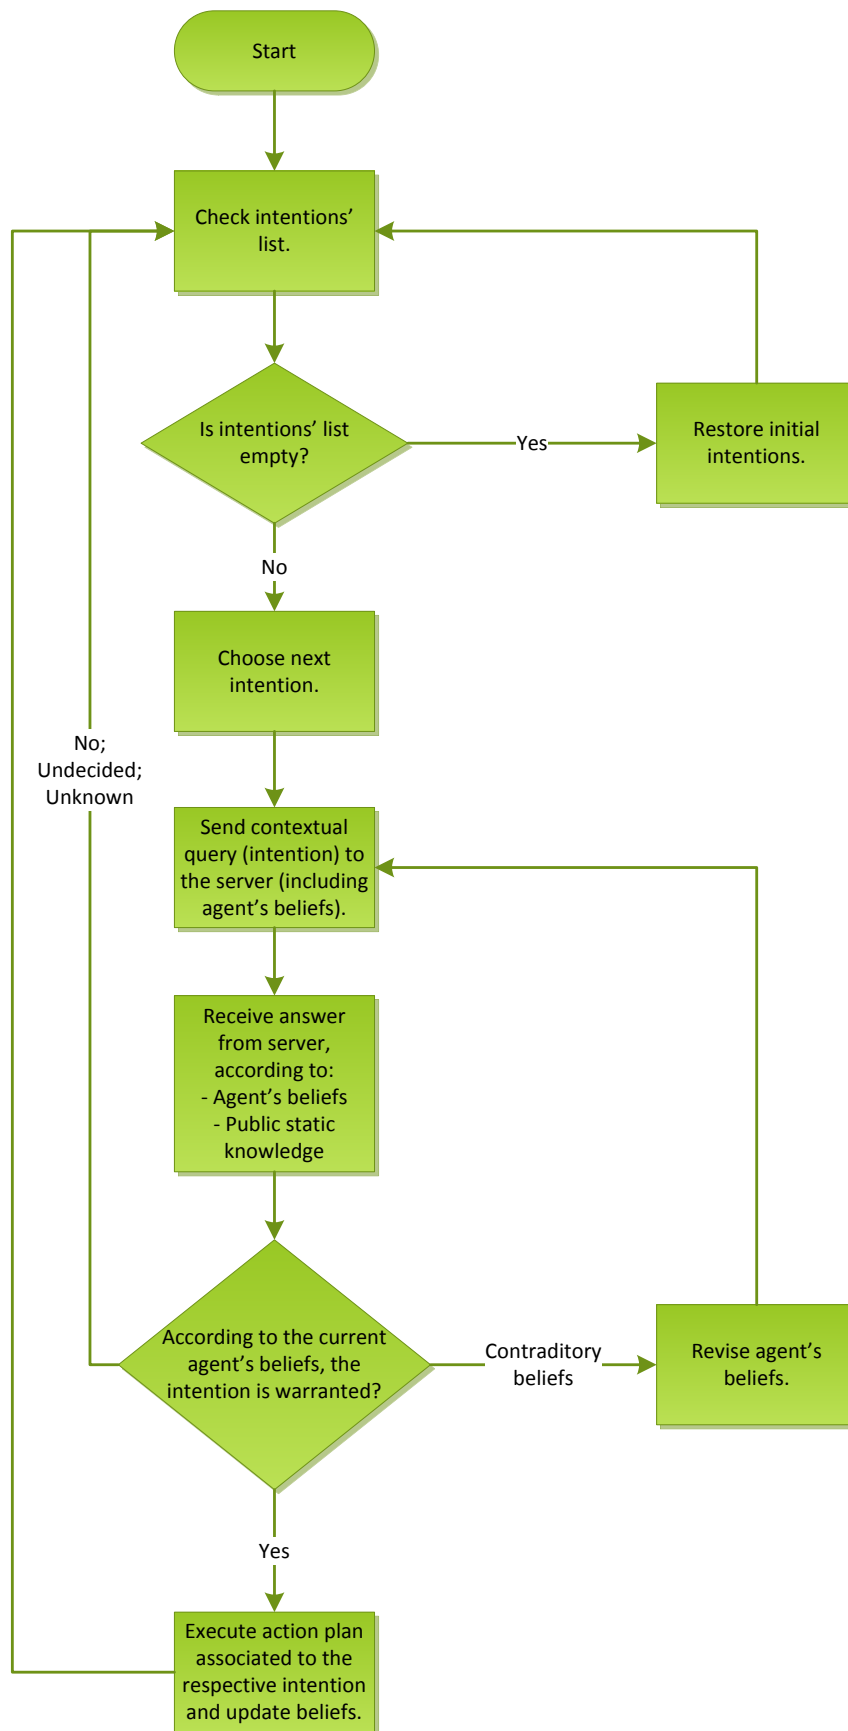 Start
Check intentions’
list.
Is intentions’ list
empty?
Yes
Restore initial
intentions.
No
Choose next
intention.
No;
Undecided;
Unknown
Send contextual
query (intention) to
the server (including
agent’s beliefs).
Receive answer
from server,
according to:
- Agent’s beliefs
- Public static
knowledge
According to the current
agent’s beliefs, the
intention is warranted?
Contraditory
beliefs
Revise agent’s
beliefs.
Yes
Execute action plan
associated to the
respective intention
and update beliefs.